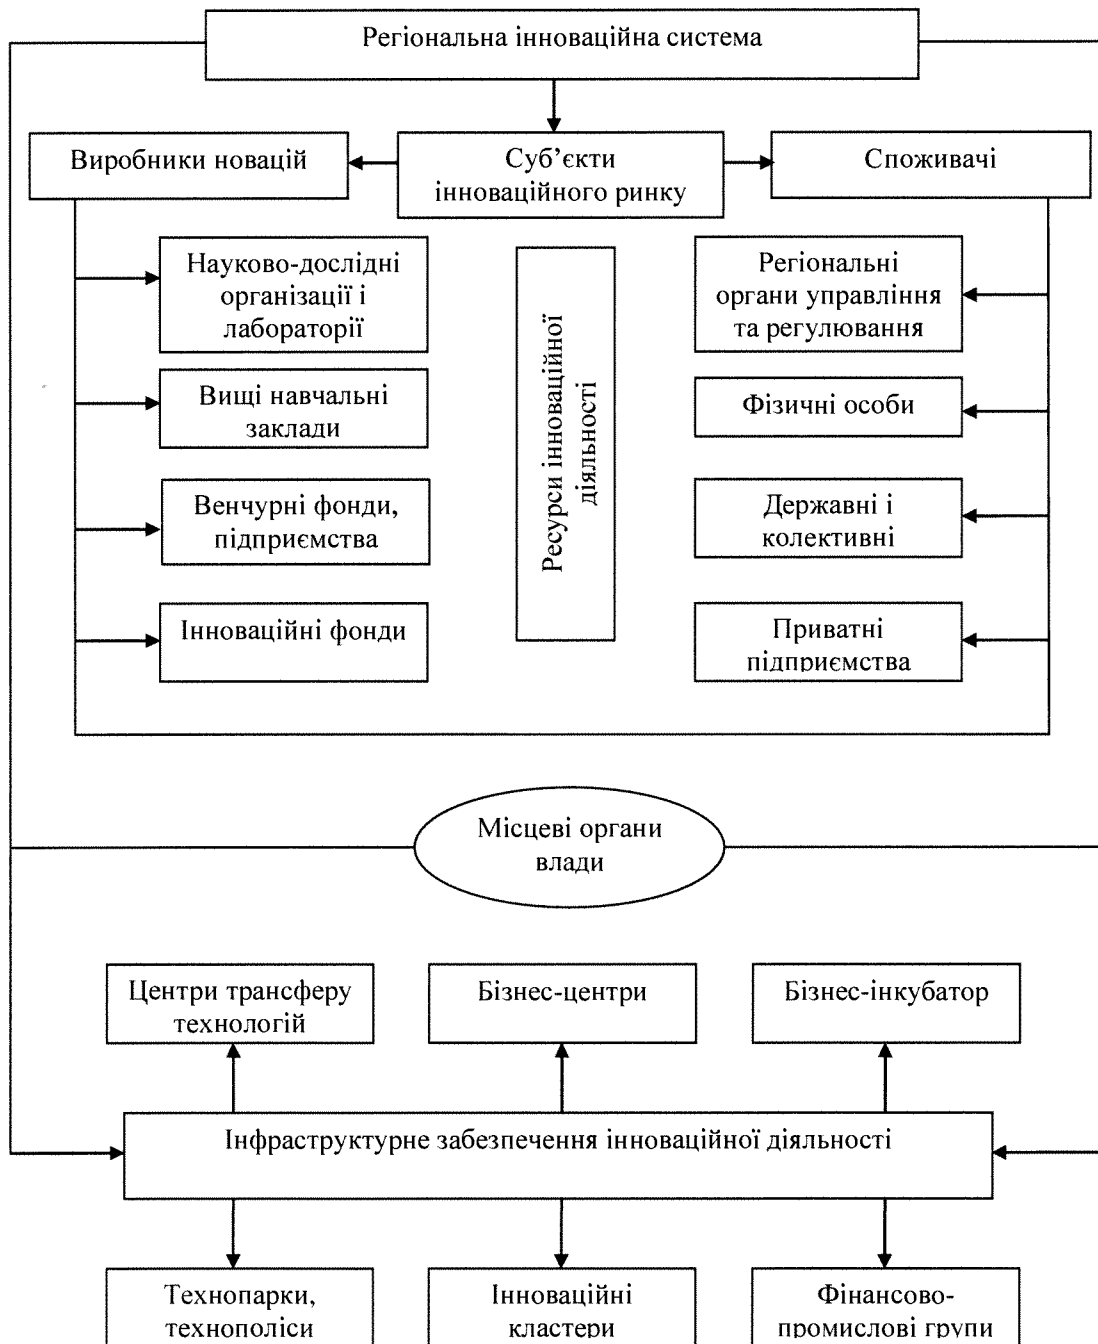 Регіональна інноваційна система
Виробники новацій
Суб’єкти
інноваційного ринку
Споживачі
Науково-дослідні
організації і
лабораторії
Вищі навчальні
заклади
Венчурні фонди,
підприємства
Інноваційні фонди
Ресурси інноваційної
діяльності
Регіональні
органи управління
та регулювання
Фізичні особи
Державні і
колективні
Приватні
підприємства
Місцеві органи
влади
Центри трансферу
технологій
Бізнес-центри
Бізнес-інкубатор
Інфраструктурне забезпечення інноваційної діяльності
Технопарки,
технополіси
Інноваційні
кластери
Фінансово-
промислові групи